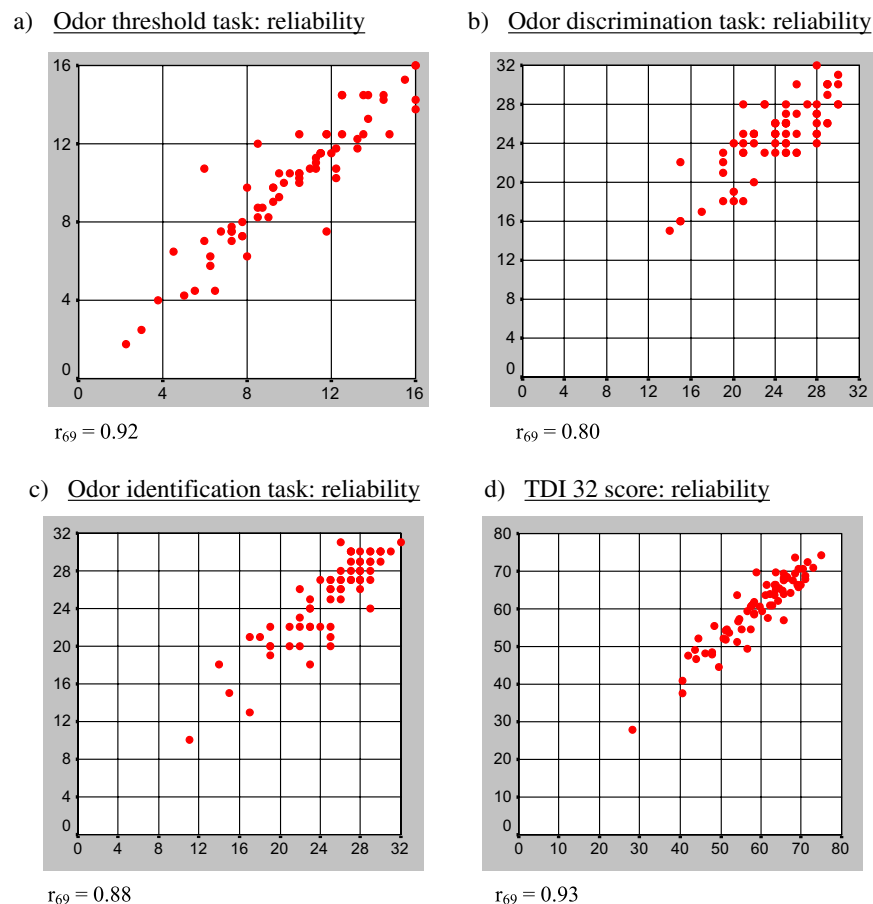 a) Odor threshold task: reliability
16
12
8
4
0
0 4 8 12 16
r69 = 0.92
b) Odor discrimination task: reliability
32
28
24
20
16
12
8
4
0
0 4 8 12 16 20 24 28 32
r69 = 0.80
c) Odor identification task: reliability
32
28
24
20
16
12
8
4
0
0 4 8 12 16 20 24 28 32
r69 = 0.88
d) TDI 32 score: reliability
80
70
60
50
40
30
20
10
0
0 10 20 30 40 50 60 70 80
r69 = 0.93